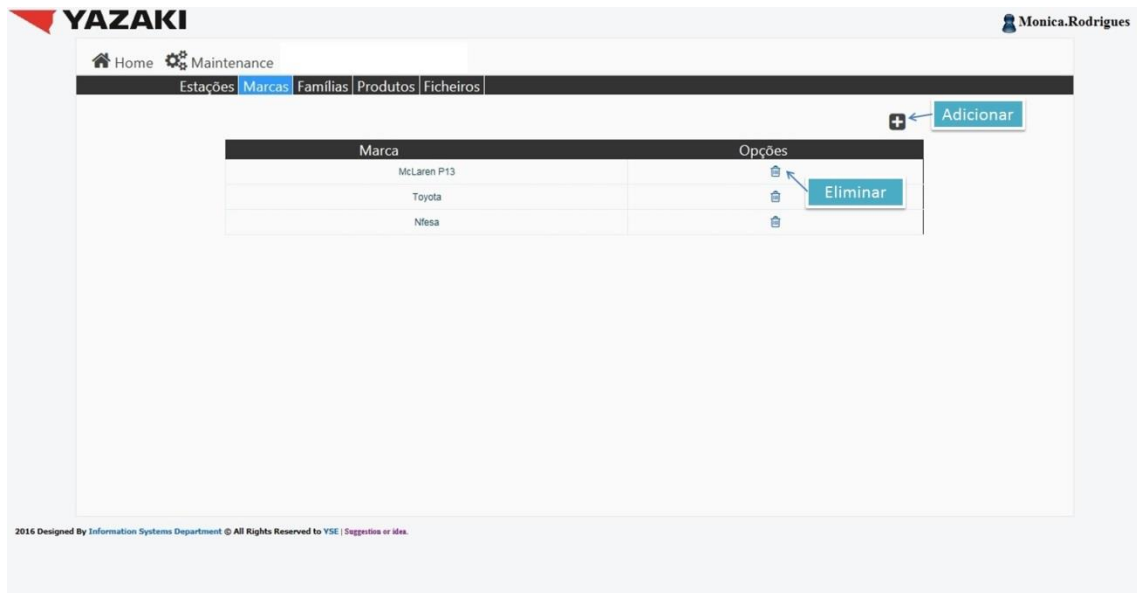 YAZAKI
Monica.Rodrigues
Home Maintenance
Estações Marcas Famílias Produtos Ficheiros
Adicionar
Marca Opções
McLaren P13
Eliminar
Toyota
Nfesa
2016 Designed By Information Systems Department © All Rights Reserved to YSE | Suggestion or idea.